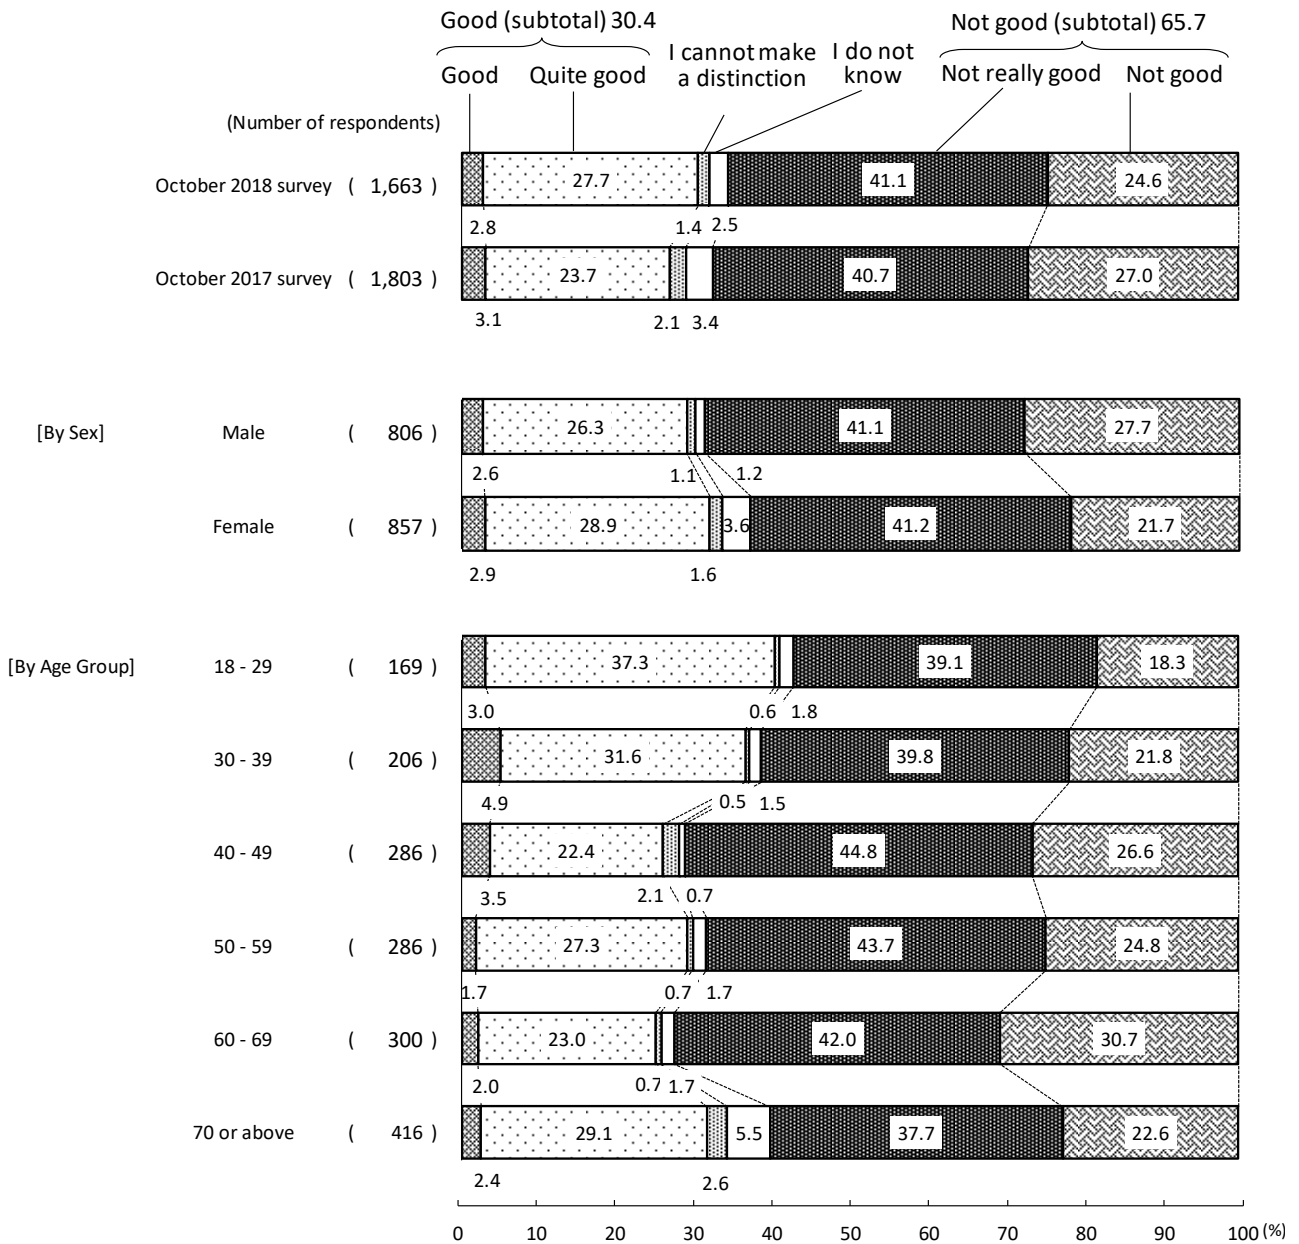 Good (subtotal) 30.4
Not good (subtotal) 65.7
Good
Quite good
I cannot make
a distinction
I do not
know
Not really good
Not good
(Number of respondents)
October 2018 survey ( 1,663 ) 27.7 41.1 24.6
2.8 1.4 2.5
October 2017 survey ( 1,803 ) 23.7 40.7 27.0
3.1 2.1 3.4
[By Sex] Male ( 806 ) 26.3 41.1 27.7
2.6 1.1 1.2
Female ( 857 ) 28.9 3.6 41.2 21.7
2.9 1.6
[By Age Group] 18 - 29 ( 169 ) 37.3 39.1 18.3
3.0 0.6 1.8
30 - 39 ( 206 ) 31.6 39.8 21.8
4.9 0.5 1.5
40 - 49 ( 286 ) 22.4 44.8 26.6
3.5 2.1 0.7
50 - 59 ( 286 ) 27.3 43.7 24.8
1.7 0.7 1.7
60 - 69 ( 300 ) 23.0 42.0 30.7
2.0 0.7 1.7
70 or above ( 416 ) 29.1 5.5 37.7 22.6
2.4 2.6
0 10 20 30 40 50 60 70 80 90 100 (%)